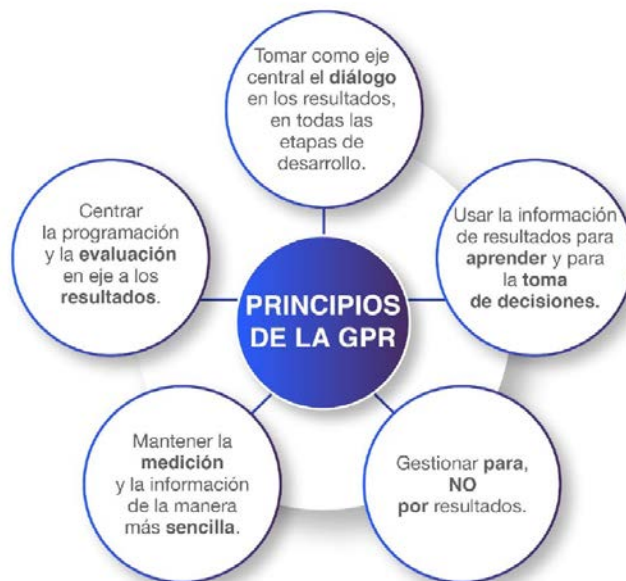 Tomar como eje
central el diálogo
en los resultados,
en todas las
etapas de
desarrollo.
Centrar
la programación
y la evaluación
en eje a los
resultados.
Usar la información
de resultados para
aprender y para
la toma
de decisiones.
PRINCIPIOS
DE LA GPR
Mantener la
medición
y la información
de la manera
más sencilla.
Gestionar para,
NO
por resultados.